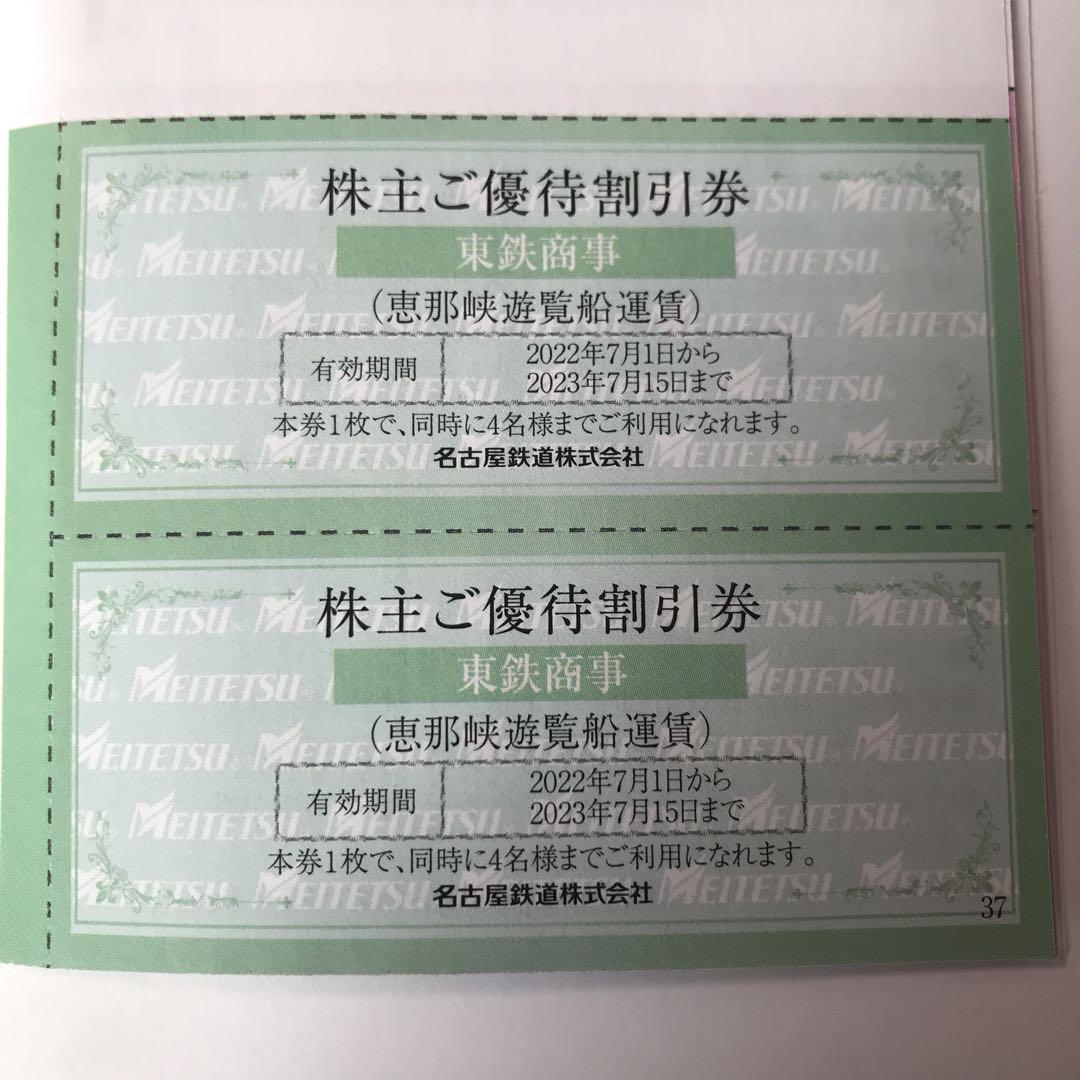 株主ご優待割引券
東鉄商事
(恵那峡遊覧船運賃)
有効期間
2022年7月1日から
2023年7月15日まで
本券1枚で、同時に4名様までご利用になれます。
名古屋鉄道株式会社
株主ご優待割引券
東鉄商事
(恵那峡遊覧船運賃)
有効期間
2022年7月1日から
2023年7月15日まで
本券1枚で、同時に4名様までご利用になれます。
名古屋鉄道株式会社
37
MEITETSU